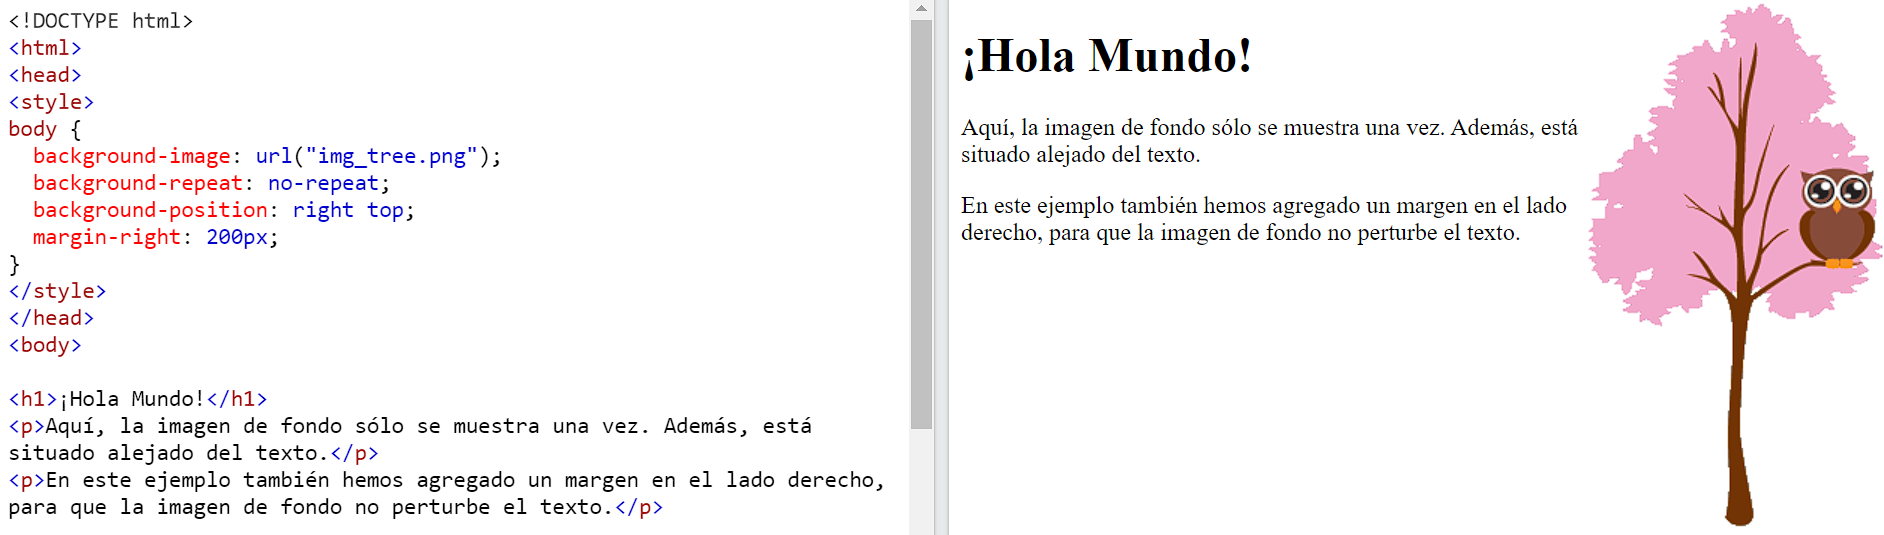 <!DOCTYPE html>
<html>
<head>
<style>
body {
  background-image: url("img_tree.png");
  background-repeat: no-repeat;
  background-position: right top;
  margin-right: 200px;
}
</style>
</head>
<body>

<h1>¡Hola Mundo!</h1>
<p>Aquí, la imagen de fondo sólo se muestra una vez. Además, está
situado alejado del texto.</p>
<p>En este ejemplo también hemos agregado un margen en el lado derecho,
para que la imagen de fondo no perturbe el texto.</p>

¡Hola Mundo!
Aquí, la imagen de fondo sólo se muestra una vez. Además, está
situado alejado del texto.
En este ejemplo también hemos agregado un margen en el lado
derecho, para que la imagen de fondo no perturbe el texto.